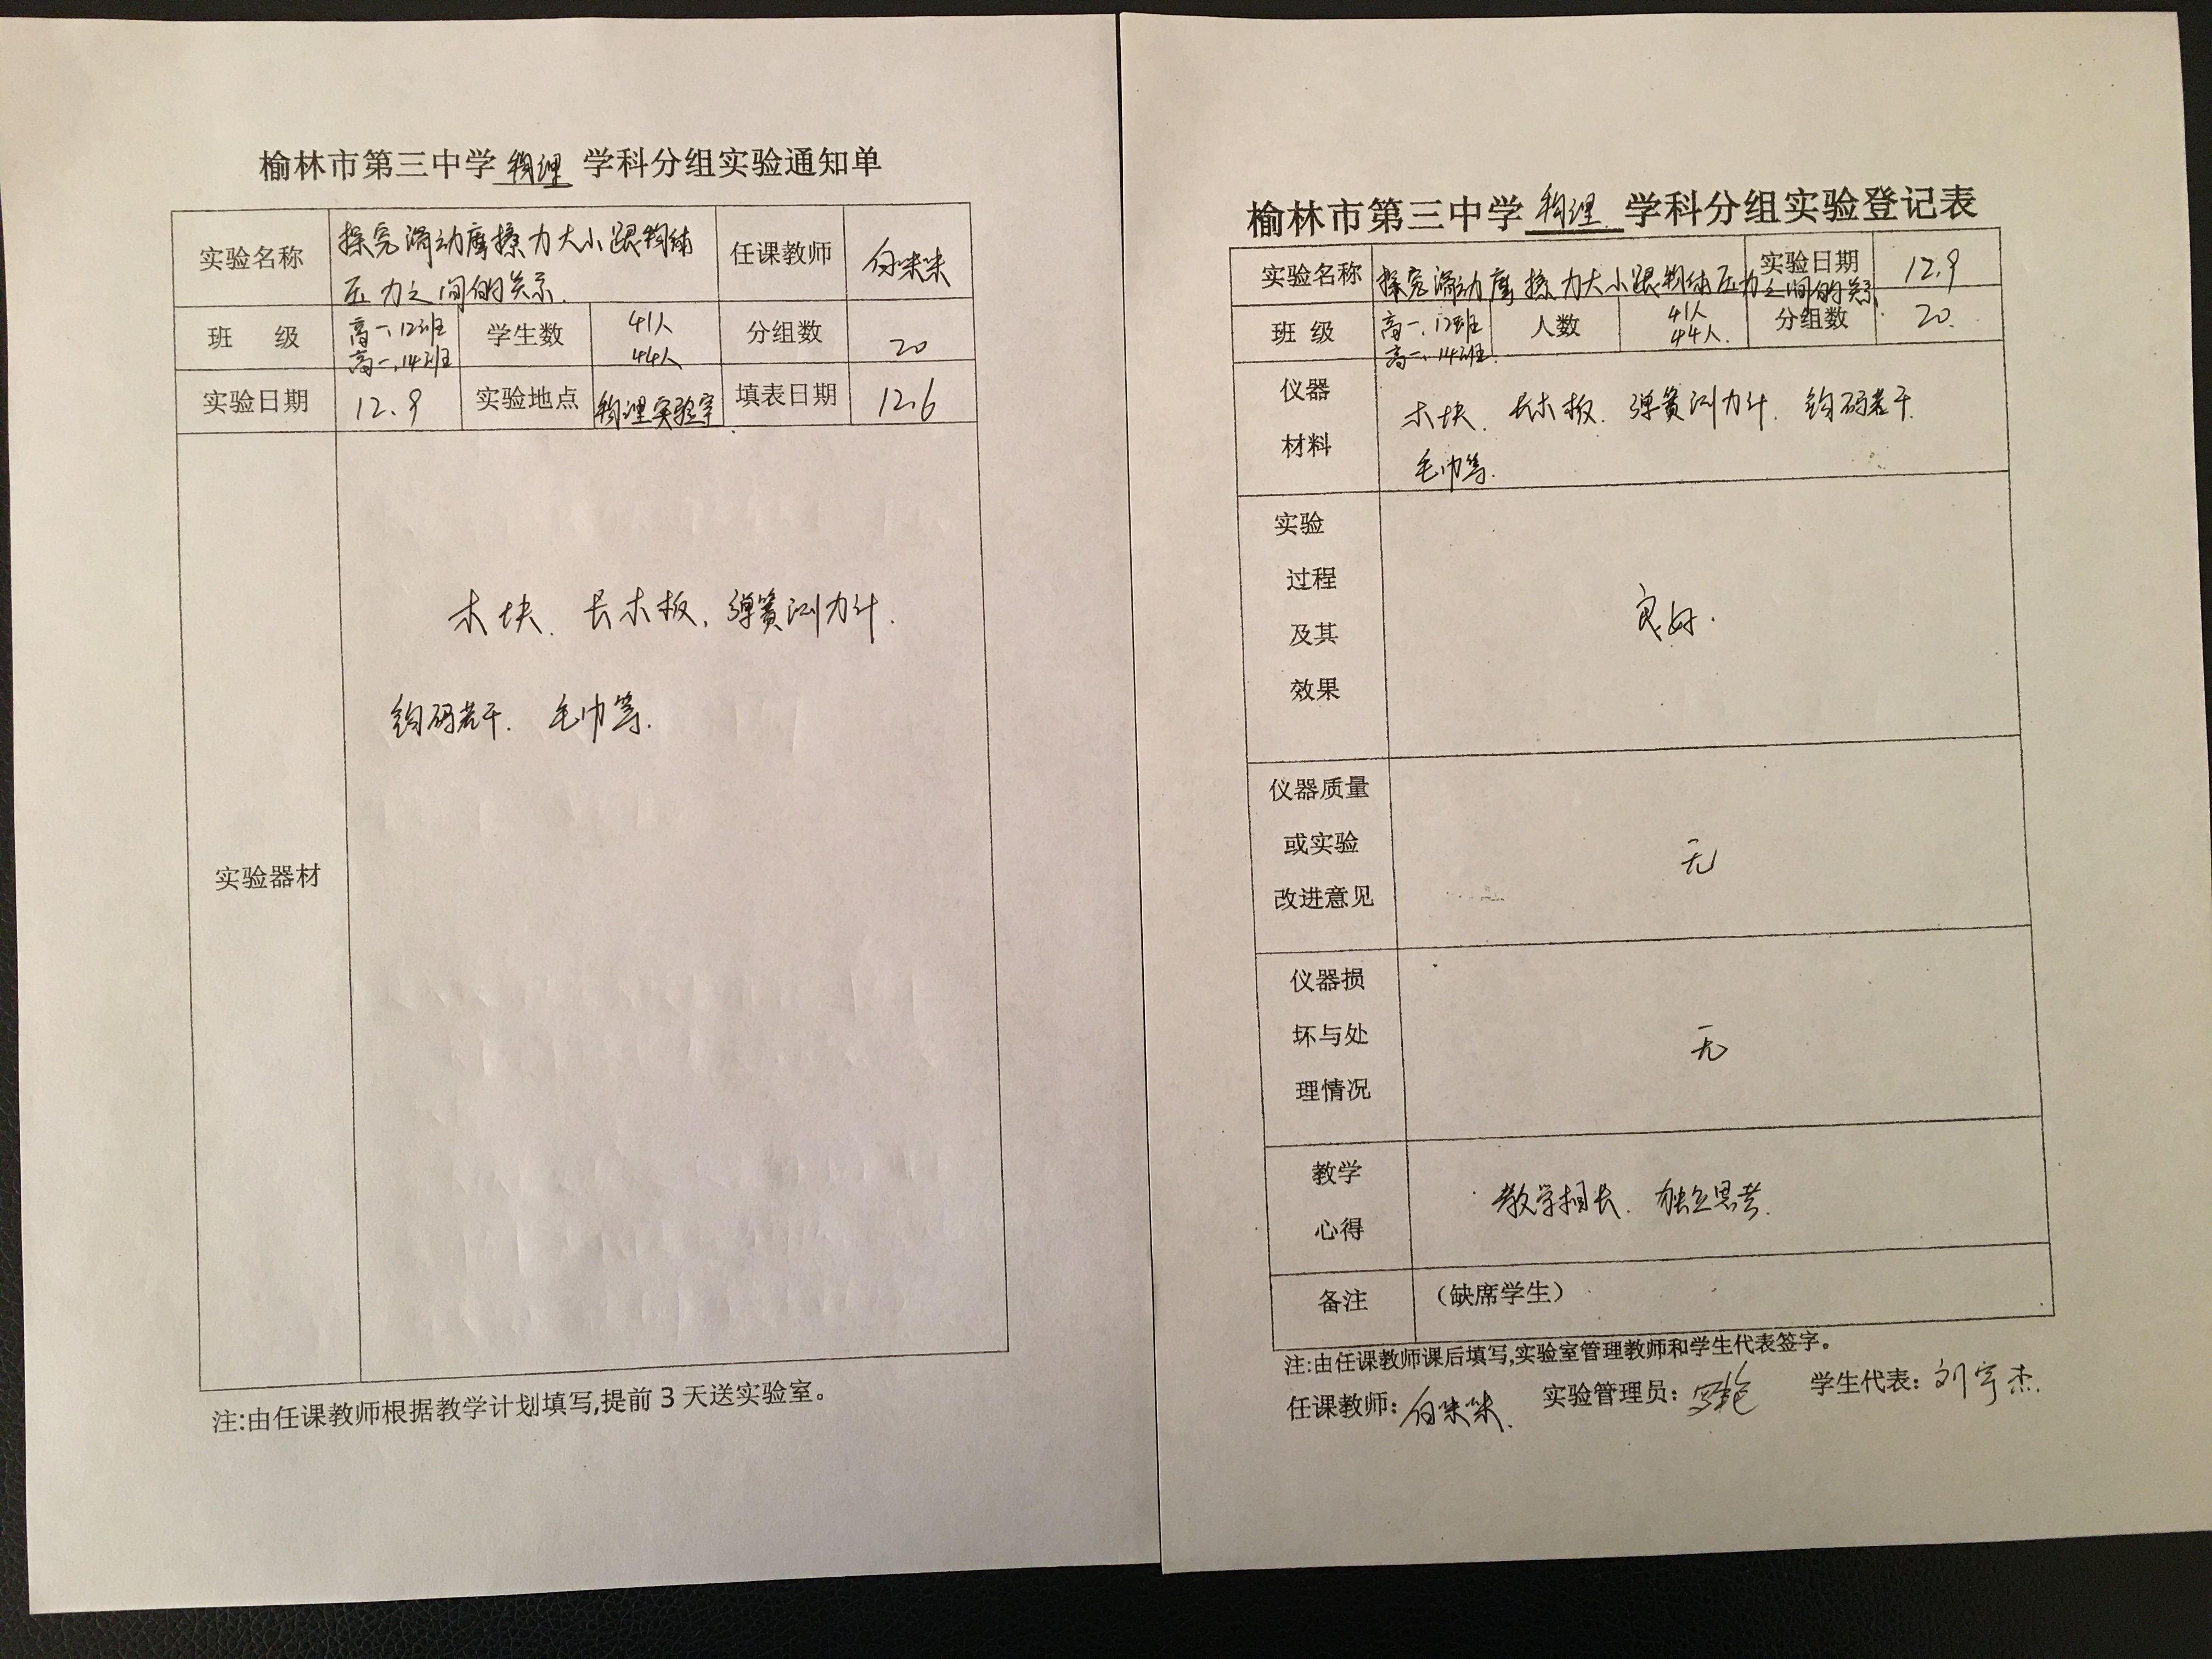 榆林市第三中学 物理 学科分组实验通知单
实验名称 探究滑动摩擦力大小跟物体 任课教师
压力之间的关系.
班 级 高一、12班 学生数 41人 分组数 20
高一、14班 44人
实验日期 12.9 实验地点 物理实验室. 填表日期 12.6
实验器材
木块、长木板、弹簧测力计.
钩码若干. 毛巾等.
注:由任课教师根据教学计划填写,提前 3 天送实验室。
榆林市第三中学 物理 学科分组实验登记表
实验名称 探究滑动摩擦力大小跟物体压力之间的关系 实验日期 12.9
班 级 高一、12班 人数 41人 分组数 20.
高一、14班. 44人.
仪器
材料
木块、长木板、弹簧测力计、钩码若干.
毛巾等.
实验
过程
及其
效果
良好.
仪器质量
或实验
改进意见
无
仪器损
坏与处
理情况
无
教学
心得
教学相长、独立思考.
备注 (缺席学生)
注:由任课教师课后填写,实验室管理教师和学生代表签字。
任课教师: 实验管理员: 学生代表: 刘宇杰.